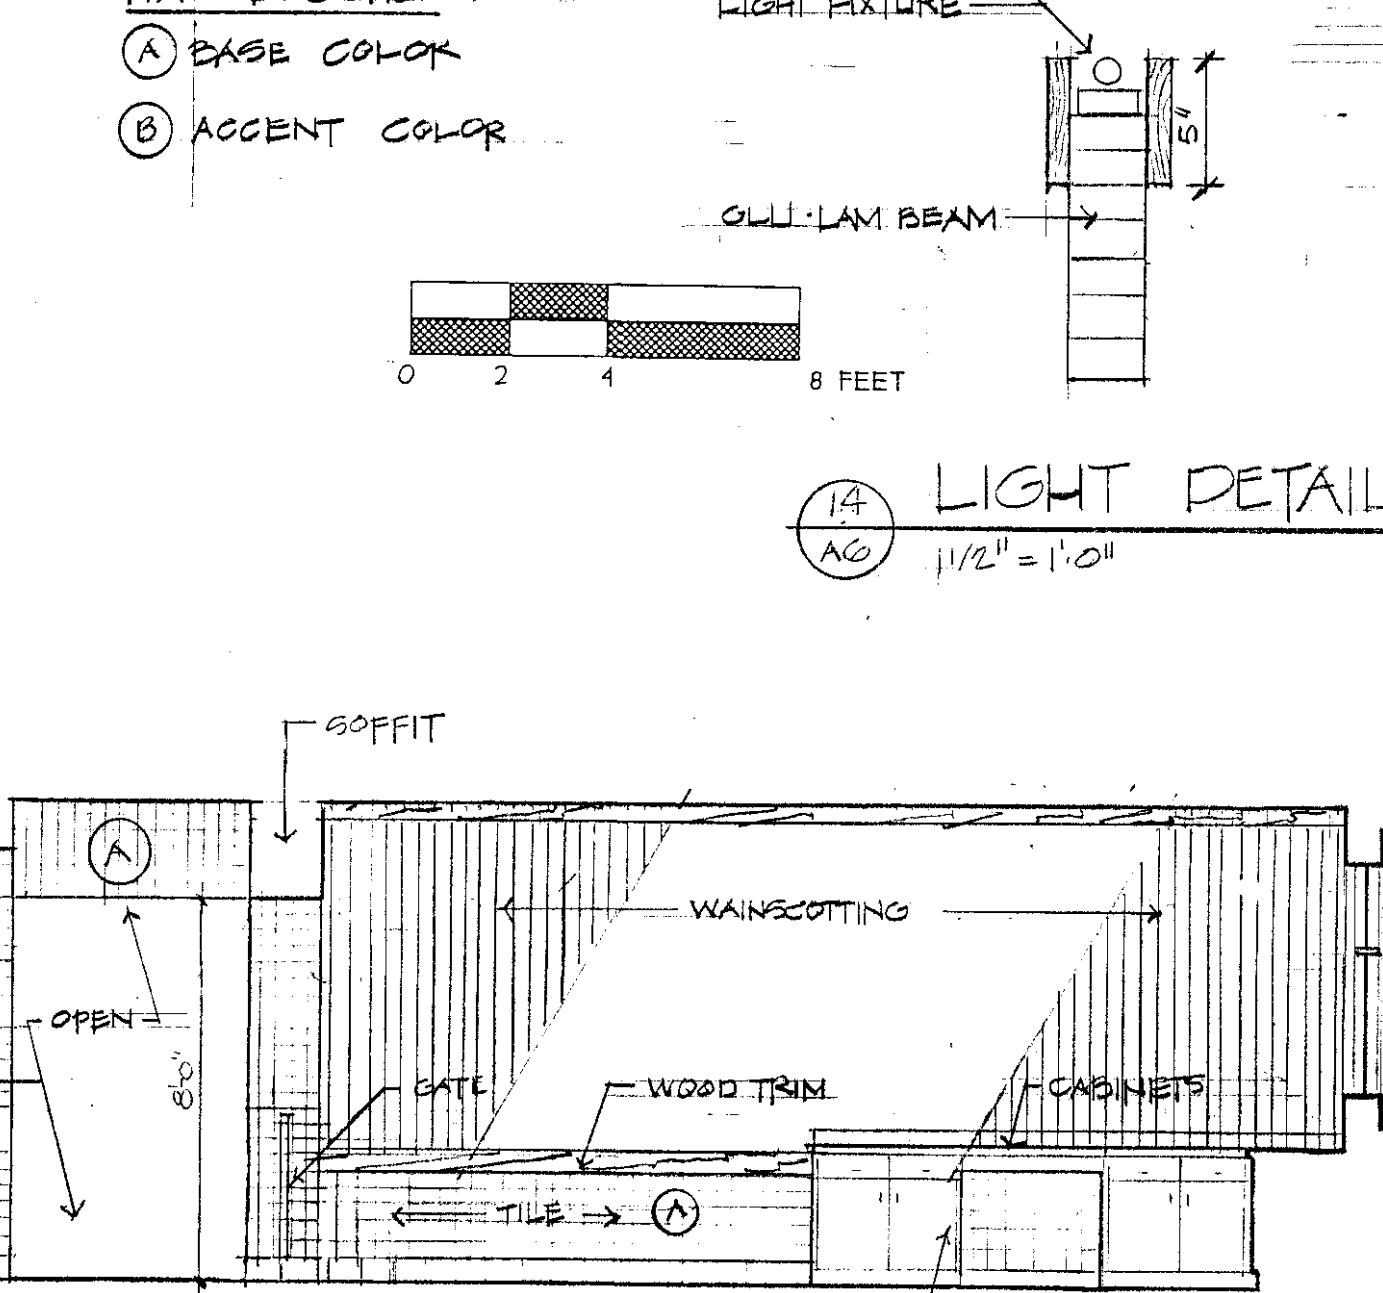 LIGHT FIXTURE
A BASE COLOR
B ACCENT COLOR
5"
GLU·LAM BEAM
0 2 4 8 FEET
14
A6
LIGHT DETAIL
1 1/2" = 1'·0"
SOFFIT
A
WAINSCOTTING
OPEN
8'-0"
GATE
WOOD TRIM
CABINETS
TILE
A